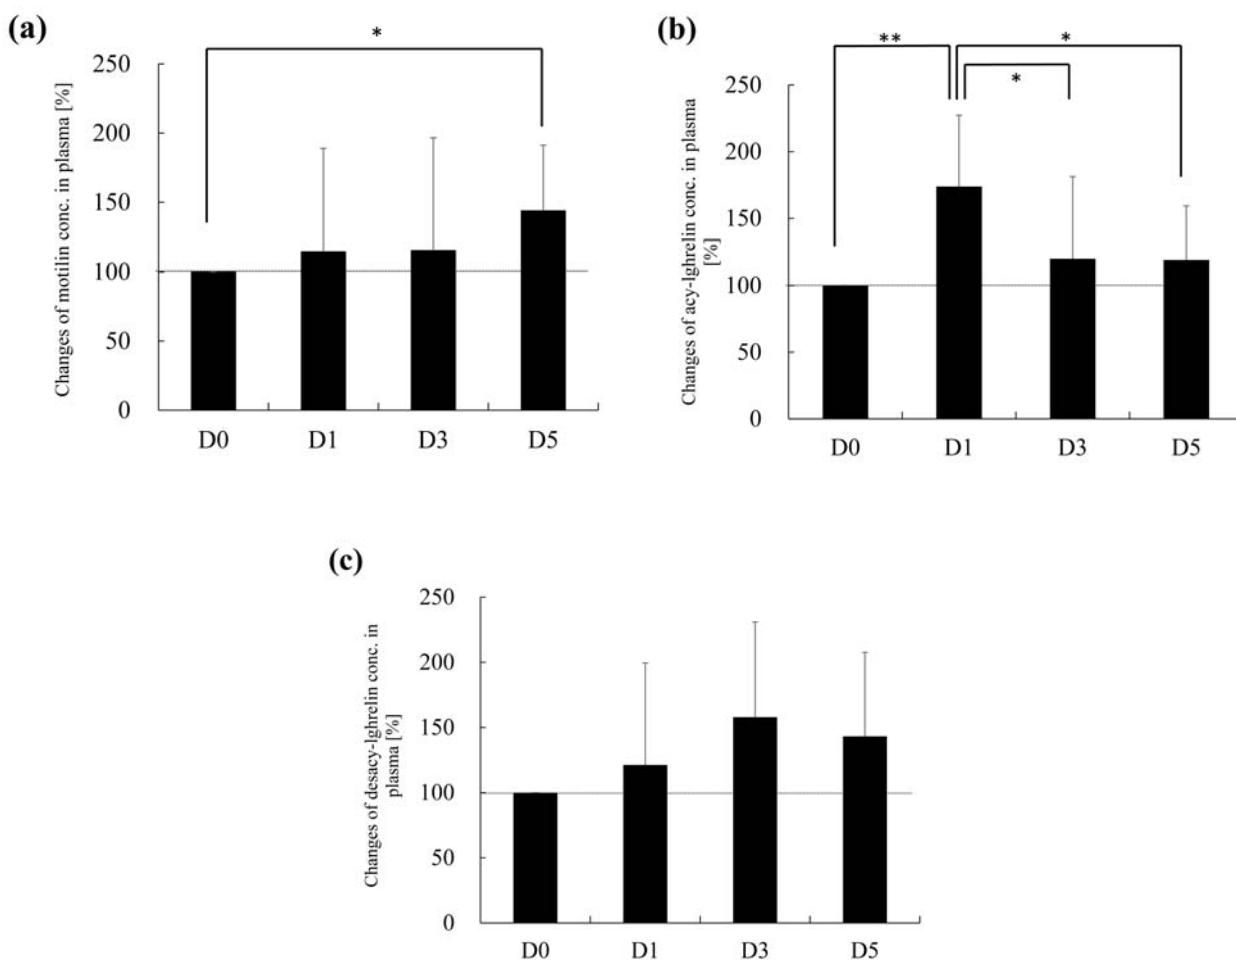 (a)
*
Changes of motilin conc. in plasma [%]
250
200
150
100
50
0
D0 D1 D3 D5
(b)
** *
*
Changes of acy-lghrelin conc. in plasma
[%]
250
200
150
100
50
0
D0 D1 D3 D5
(c)
Changes of desacy-lghrelin conc. in
plasma [%]
250
200
150
100
50
0
D0 D1 D3 D5